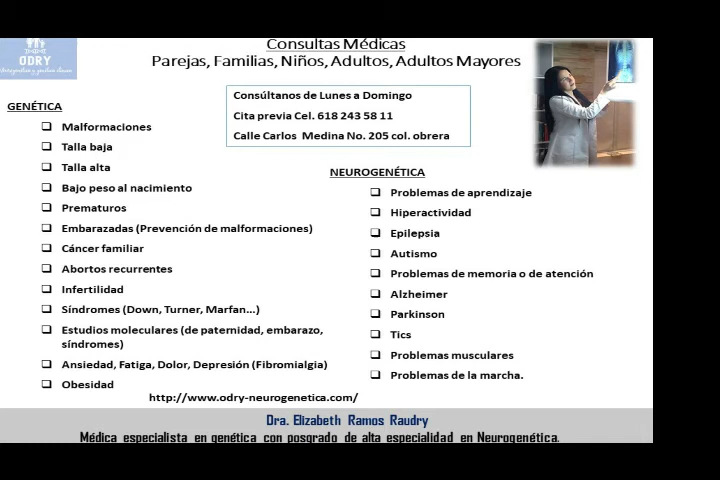 ODRY
Consultas Médicas
Parejas, Familias, Niños, Adultos, Adultos Mayores
Consúltanos de Lunes a Domingo
Cita previa Cel. 618 243 58 11
Calle Carlos Medina No. 205 col. obrera
GENÉTICA
Malformaciones
Talla baja
Talla alta
Bajo peso al nacimiento
Prematuros
Embarazadas (Prevención de malformaciones)
Cáncer familiar
Abortos recurrentes
Infertilidad
Síndromes (Down, Turner, Marfan...)
Estudios moleculares (de paternidad, embarazo,
síndromes)
Ansiedad, Fatiga, Dolor, Depresión (Fibromialgia)
Obesidad
NEUROGENÉTICA
Problemas de aprendizaje
Hiperactividad
Epilepsia
Autismo
Problemas de memoria o de atención
Alzheimer
Parkinson
Tics
Problemas musculares
Problemas de la marcha.
http://www.odry-neurogenetica.com/
Dra. Elizabeth Ramos Raudry
Médica especialista en genética con posgrado de alta especialidad en Neurogenética.